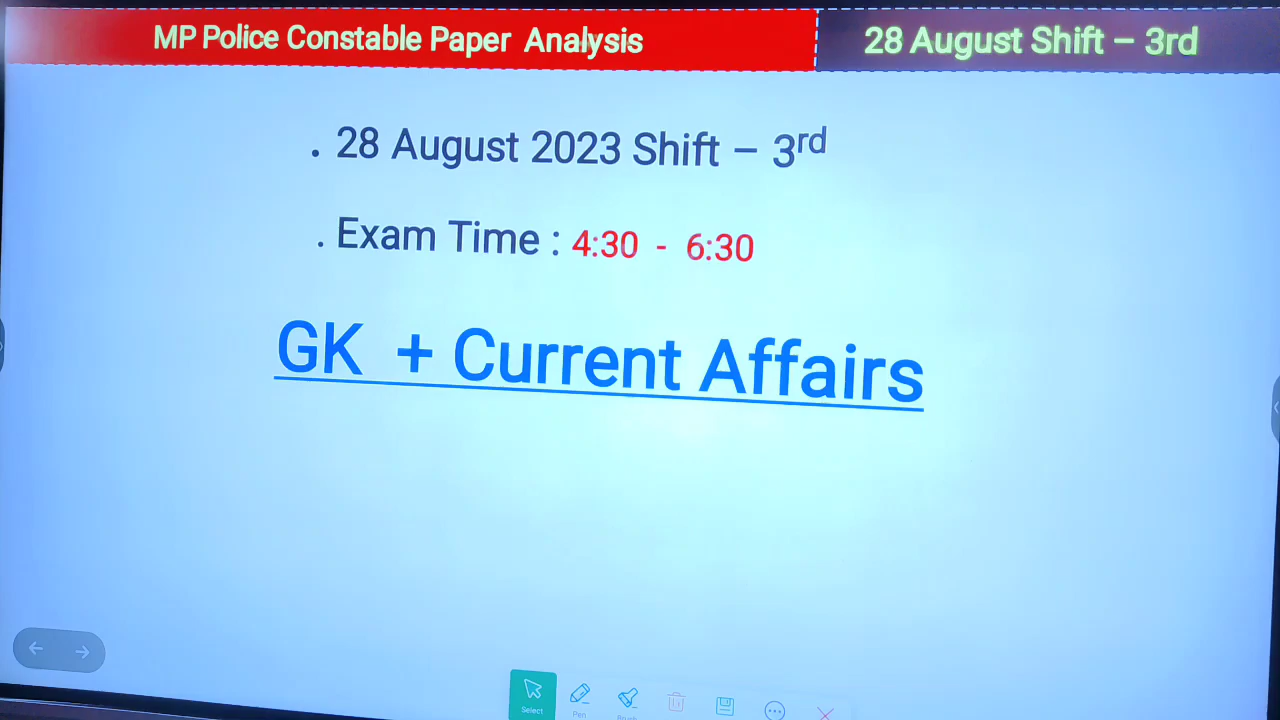 MP Police Constable Paper Analysis
28 August Shift – 3rd
. 28 August 2023 Shift – 3rd
. Exam Time : 4:30 - 6:30
GK + Current Affairs
Select
Pen
Brush